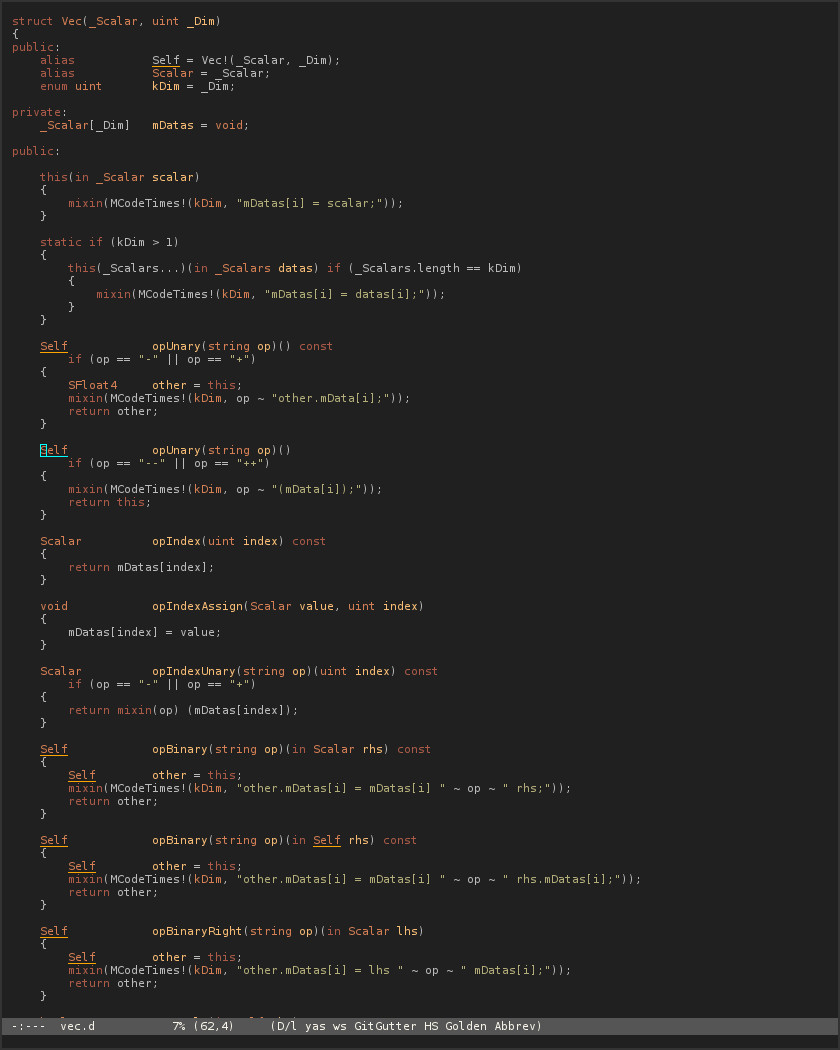 struct Vec(_Scalar, uint _Dim)
{
public:
    alias           Self = Vec!(_Scalar, _Dim);
    alias           Scalar = _Scalar;
    enum uint       kDim = _Dim;

private:
    _Scalar[_Dim]   mDatas = void;

public:

    this(in _Scalar scalar)
    {
        mixin(MCodeTimes!(kDim, "mDatas[i] = scalar;"));
    }

    static if (kDim > 1)
    {
        this(_Scalars...)(in _Scalars datas) if (_Scalars.length == kDim)
        {
            mixin(MCodeTimes!(kDim, "mDatas[i] = datas[i];"));
        }
    }

    Self            opUnary(string op)() const
        if (op == "-" || op == "+")
    {
        SFloat4     other = this;
        mixin(MCodeTimes!(kDim, op ~ "other.mData[i];"));
        return other;
    }

    Self            opUnary(string op)()
        if (op == "--" || op == "++")
    {
        mixin(MCodeTimes!(kDim, op ~ "(mData[i]);"));
        return this;
    }

    Scalar          opIndex(uint index) const
    {
        return mDatas[index];
    }

    void            opIndexAssign(Scalar value, uint index)
    {
        mDatas[index] = value;
    }

    Scalar          opIndexUnary(string op)(uint index) const
        if (op == "-" || op == "+")
    {
        return mixin(op) (mDatas[index]);
    }

    Self            opBinary(string op)(in Scalar rhs) const
    {
        Self        other = this;
        mixin(MCodeTimes!(kDim, "other.mDatas[i] = mDatas[i] " ~ op ~ " rhs;"));
        return other;
    }

    Self            opBinary(string op)(in Self rhs) const
    {
        Self        other = this;
        mixin(MCodeTimes!(kDim, "other.mDatas[i] = mDatas[i] " ~ op ~ " rhs.mDatas[i];"));
        return other;
    }

    Self            opBinaryRight(string op)(in Scalar lhs)
    {
        Self        other = this;
        mixin(MCodeTimes!(kDim, "other.mDatas[i] = lhs " ~ op ~ " mDatas[i];"));
        return other;
    }

-:---  vec.d           7% (62,4)     (D/l yas ws GitGutter HS Golden Abbrev)